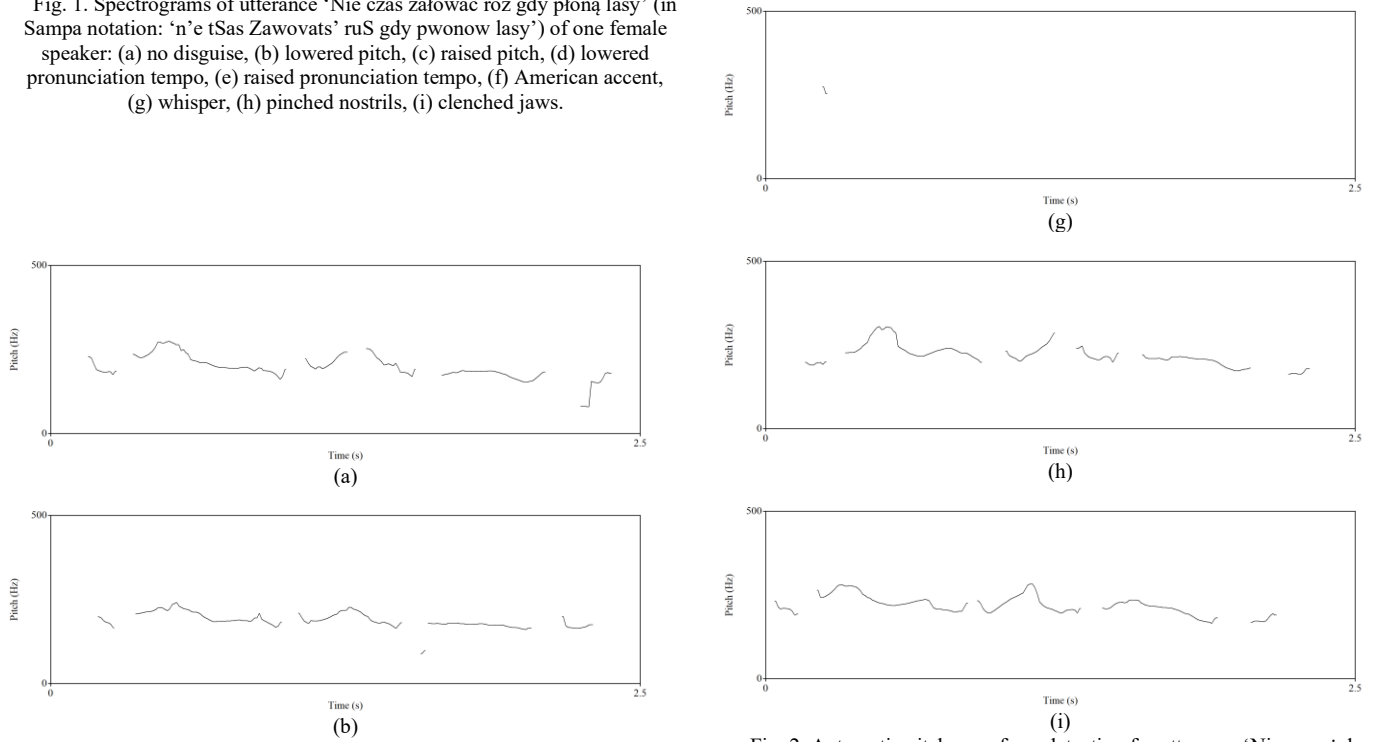 Fig. 1. Spectrograms of utterance ‘Nie czas żałować róż gdy płoną lasy’ (in
Sampa notation: ‘n’e tSas Zawovats’ ruS gdy pwonow lasy’) of one female
speaker: (a) no disguise, (b) lowered pitch, (c) raised pitch, (d) lowered
pronunciation tempo, (e) raised pronunciation tempo, (f) American accent,
(g) whisper, (h) pinched nostrils, (i) clenched jaws.
500
Pitch (Hz)
0
0
2.5
Time (s)
(a)
500
Pitch (Hz)
0
0
2.5
Time (s)
(b)
500
Pitch (Hz)
0
0
2.5
Time (s)
(g)
500
Pitch (Hz)
0
0
2.5
Time (s)
(h)
500
Pitch (Hz)
0
0
2.5
Time (s)
(i)
Fig. 2. Automatic pitch waveform detection for utterance ‘Nie czas